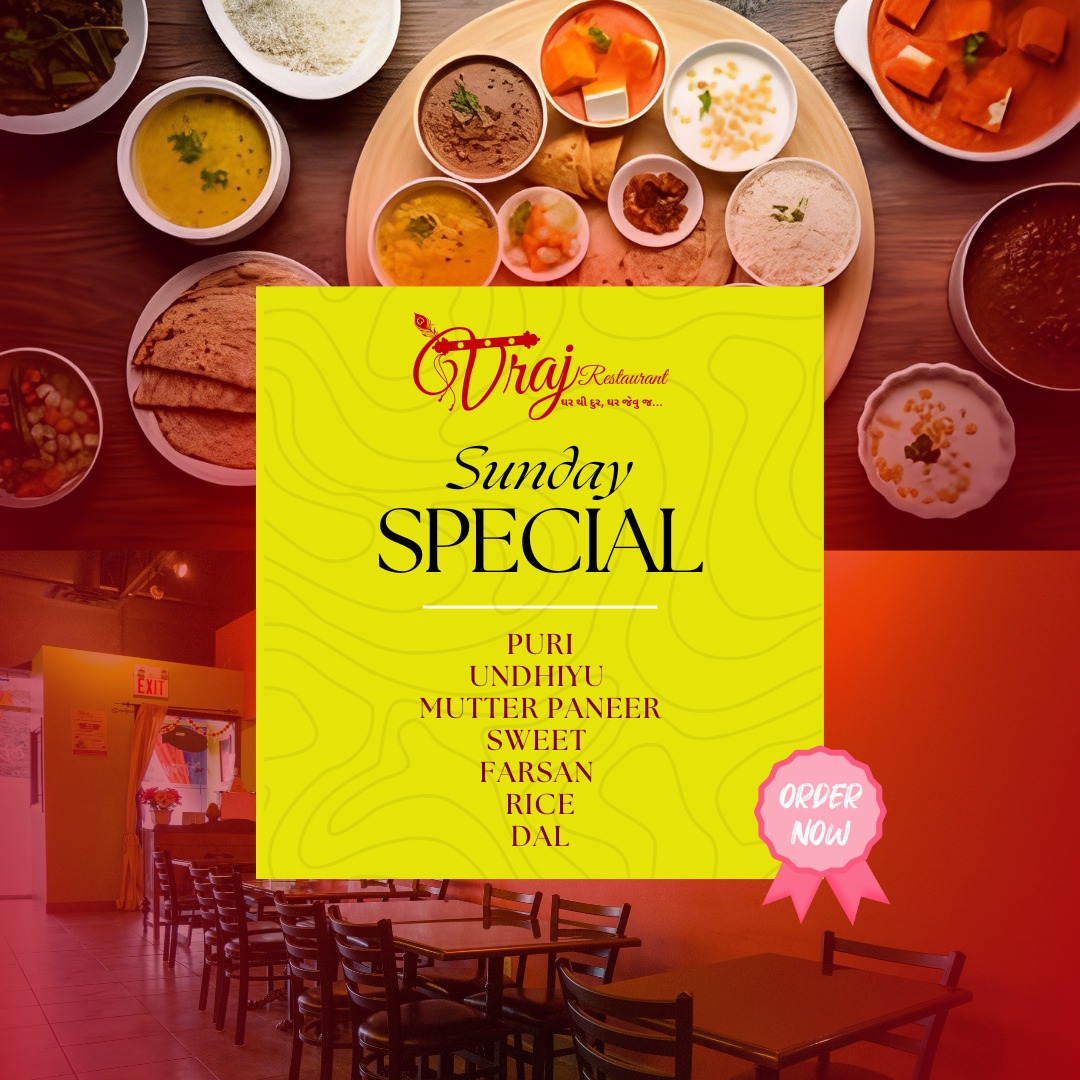 Vraj Restaurant
ઘર થી દુર, ઘર જેવુ જ...
Sunday
SPECIAL
PURI
UNDHIYU
MUTTER PANEER
SWEET
FARSAN
RICE
DAL
EXIT
ORDER
NOW